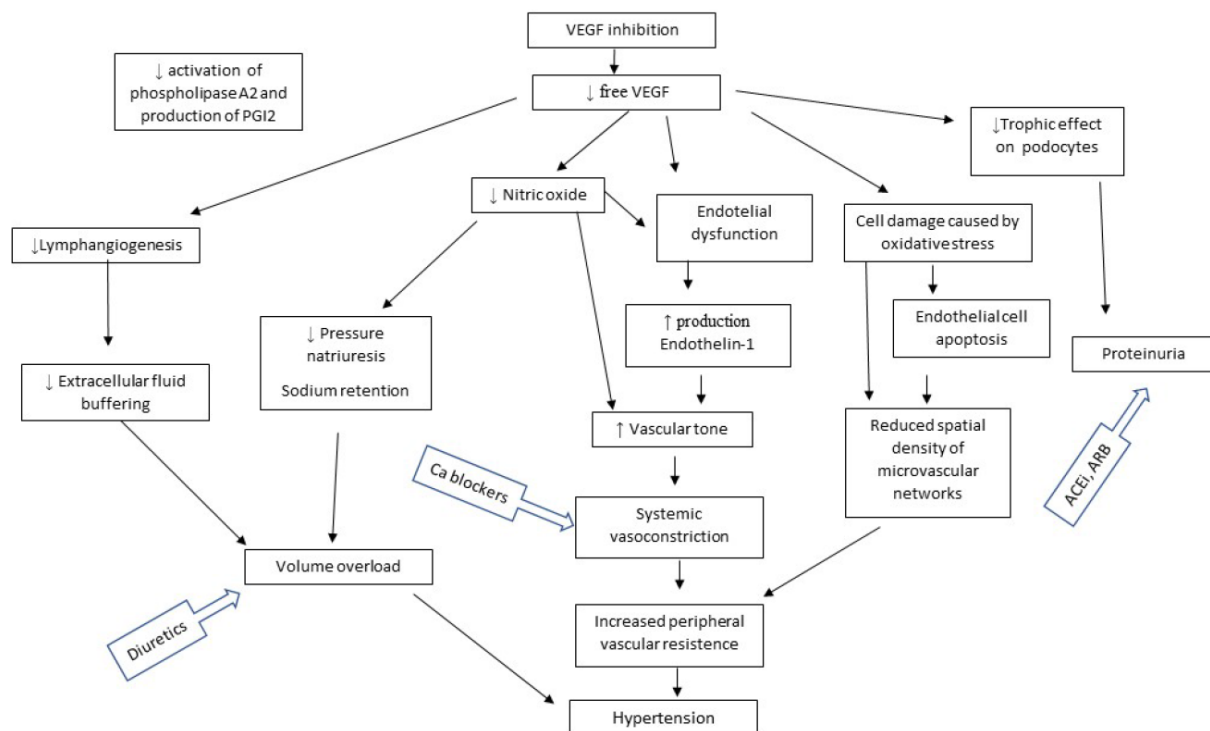 VEGF inhibition
↓ activation of
phospholipase A2 and
production of PGI2
↓ free VEGF
↓Trophic effect
on podocytes
↓ Nitric oxide
Endotelial
dysfunction
Cell damage caused by
oxidative stress
↓Lymphangiogenesis
↑ production
Endothelin-1
Endothelial cell
apoptosis
↓ Pressure
natriuresis
Sodium retention
Proteinuria
↓ Extracellular fluid
buffering
↑ Vascular tone
Reduced spatial
density of
microvascular
networks
ACEi, ARB
Ca blockers
Systemic
vasoconstriction
Volume overload
Diuretics
Increased peripheral
vascular resistence
Hypertension